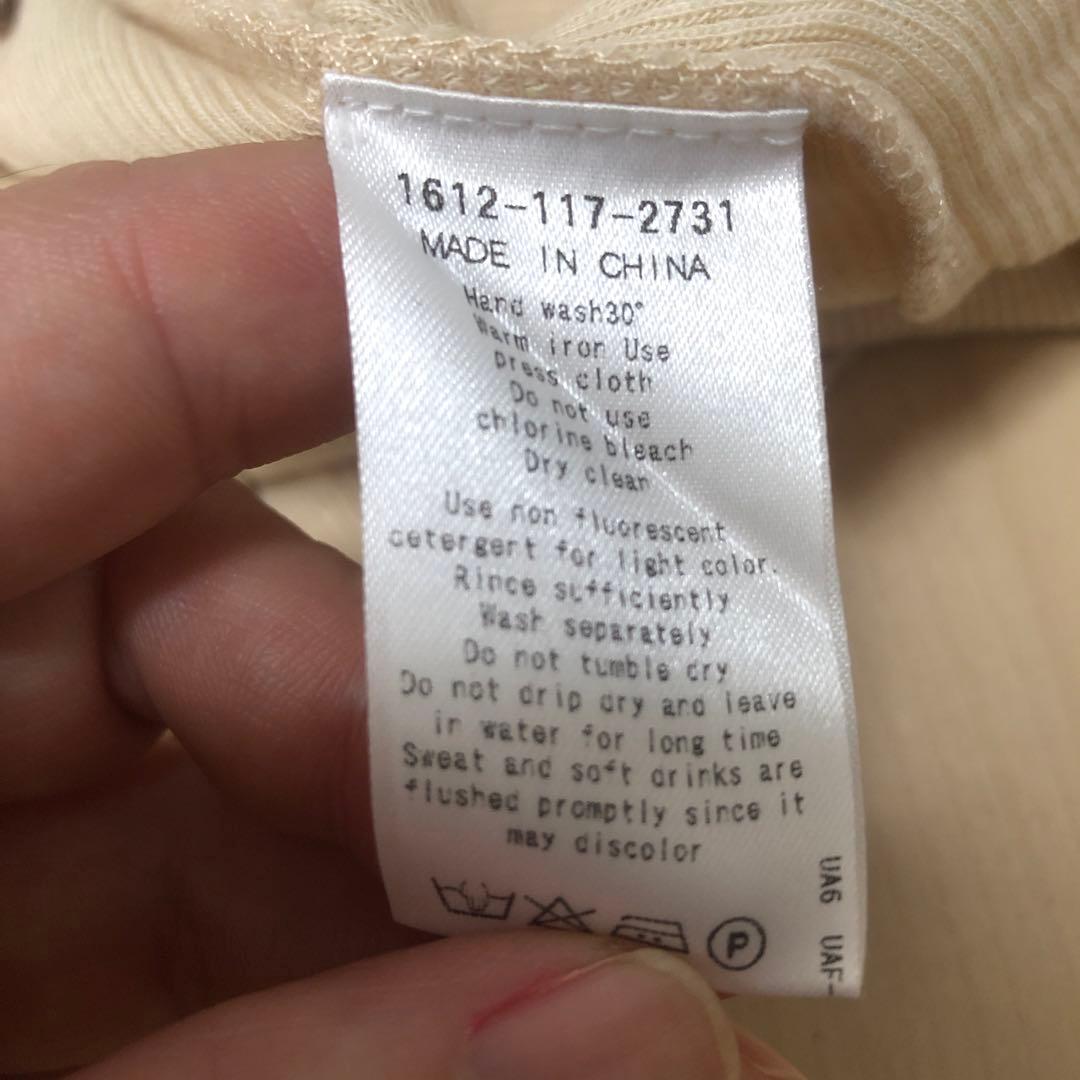 1612-117-2731
MADE IN CHINA
Hand wash30°
Warm iron Use
press cloth
Do not use
chlorine bleach
Dry clean
Use non fluorescent
detergent for light color.
Rince sufficiently
Wash separately
Do not tumble dry
Do not drip dry and leave
in water for long time
Sweat and soft drinks are
flushed promptly since it
may discolor
P
UA6 UAF-